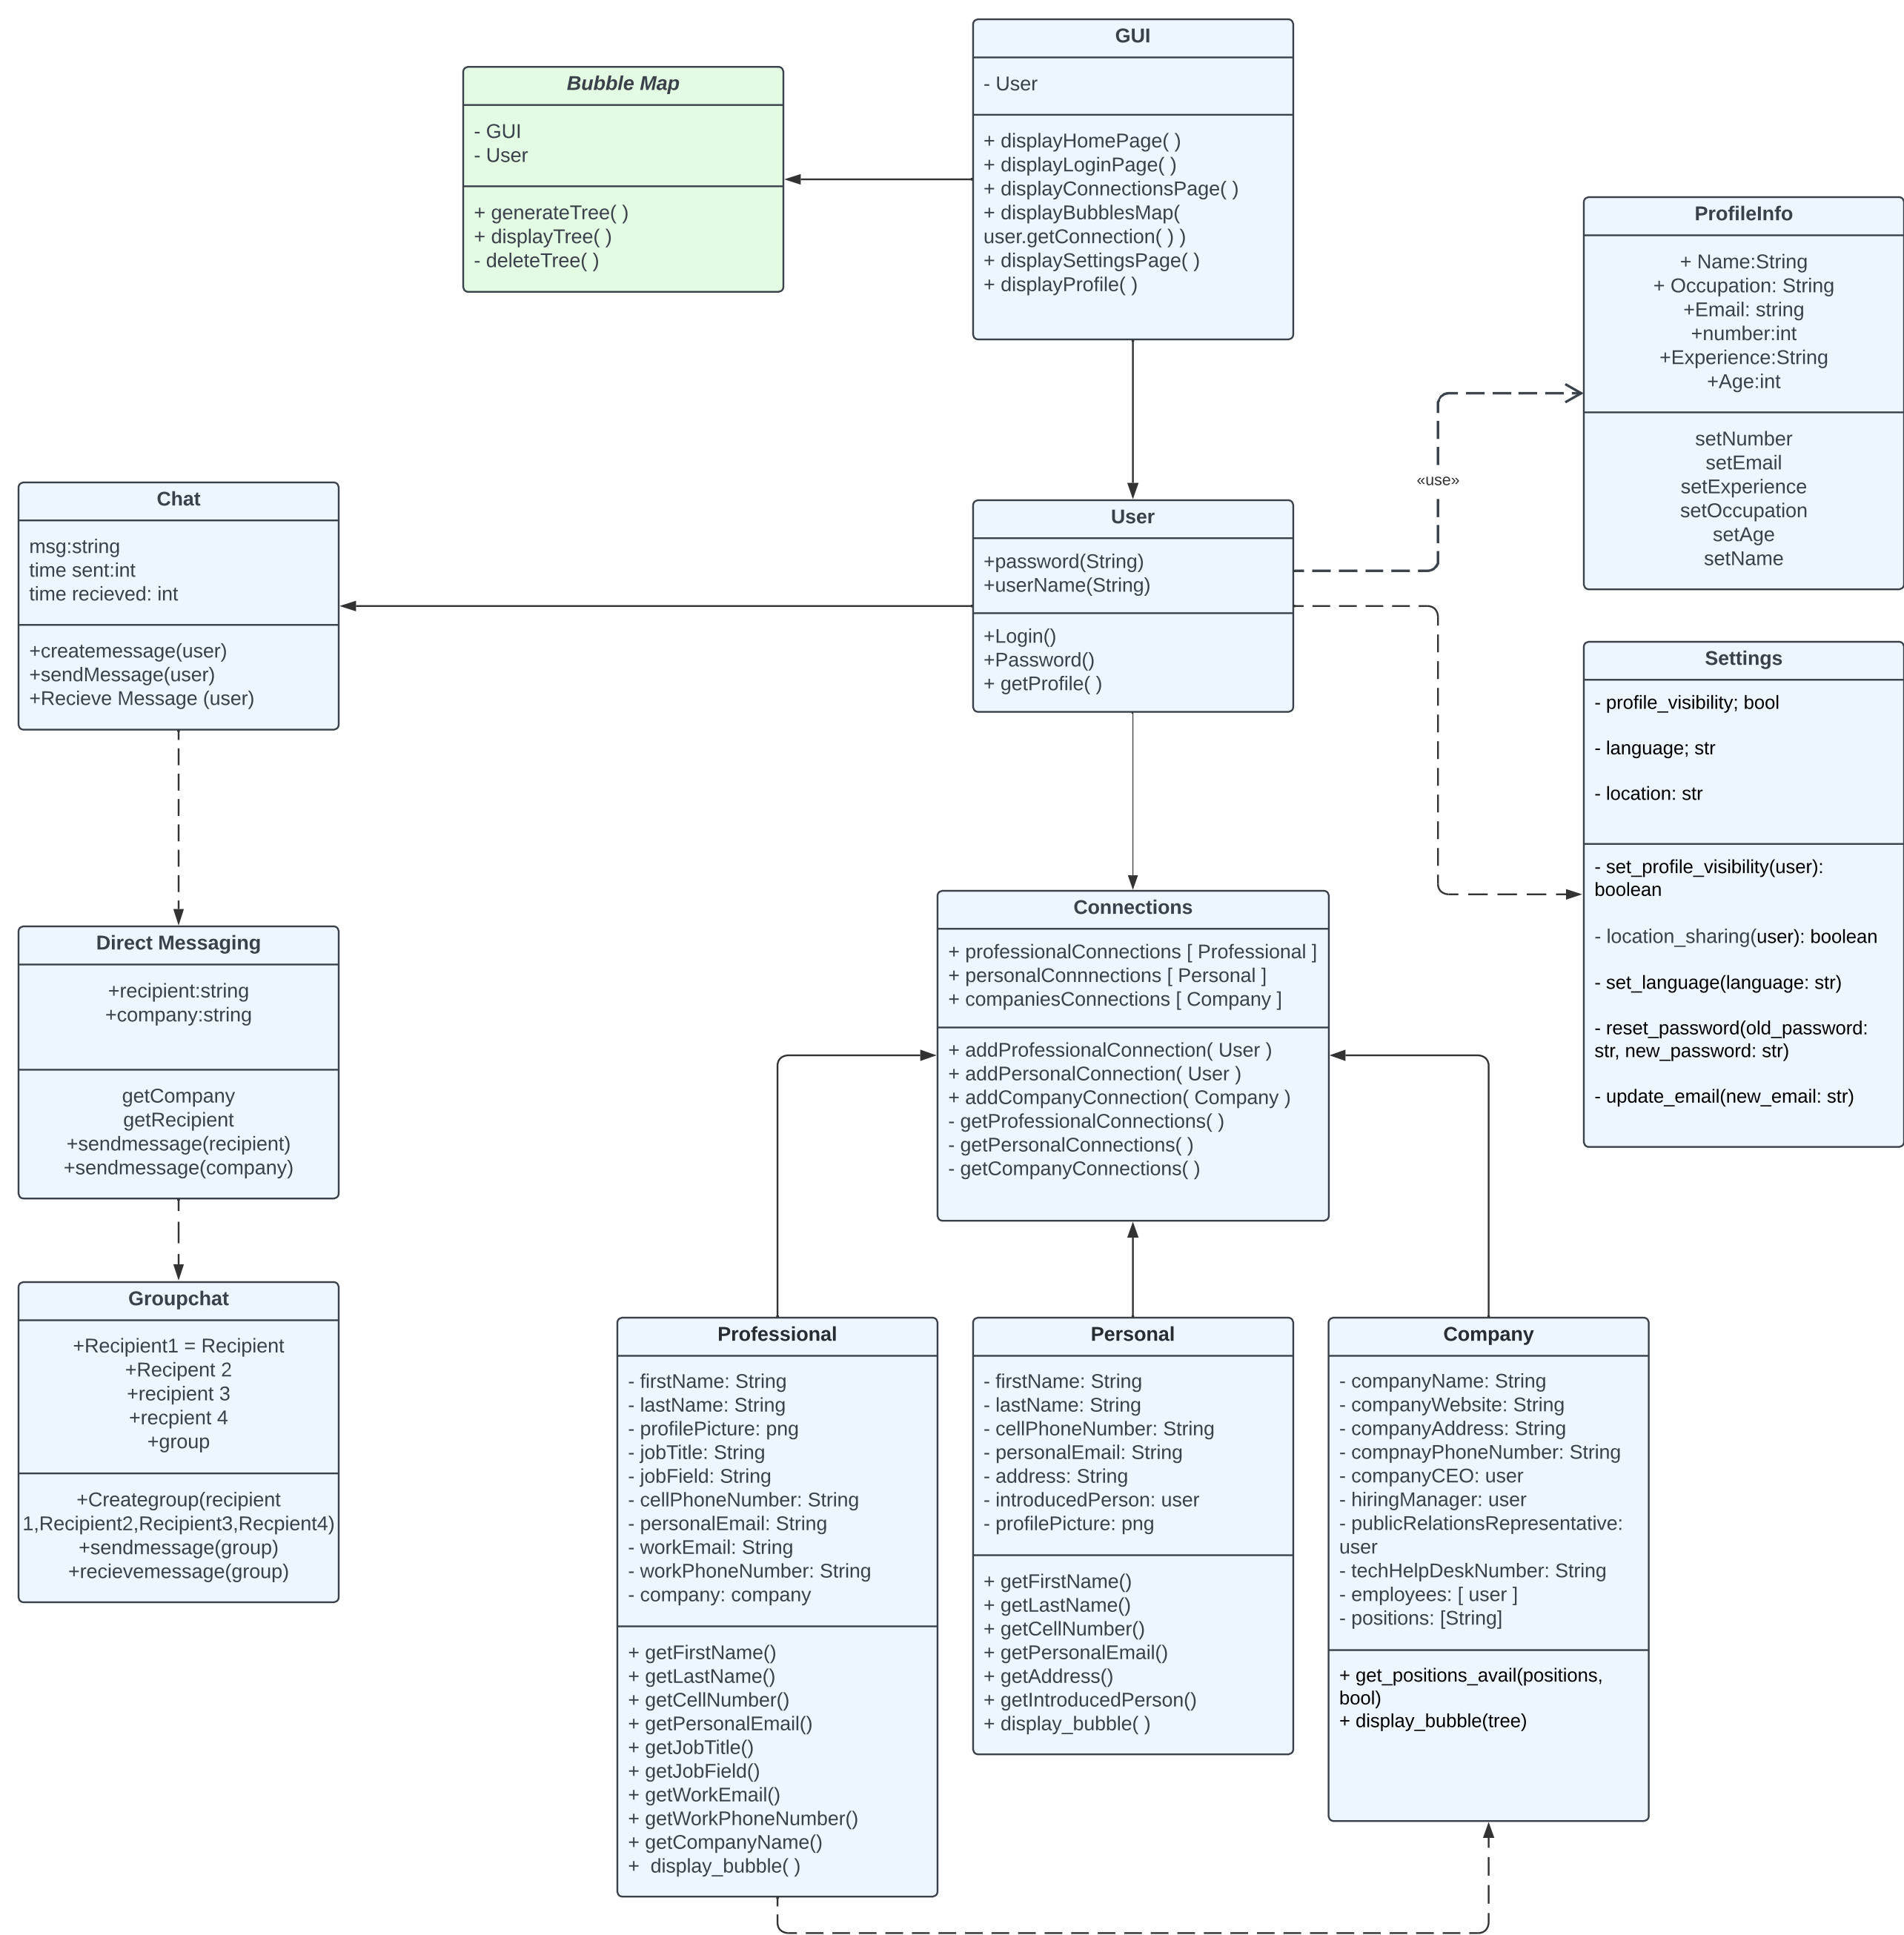 GUI
- User
+ displayHomePage( )
+ displayLoginPage( )
+ displayConnectionsPage( )
+ displayBubblesMap(
user.getConnection( ) )
+ displaySettingsPage( )
+ displayProfile( )
Bubble Map
- GUI
- User
+ generateTree( )
+ displayTree( )
- deleteTree( )
ProfileInfo
+ Name:String
+ Occupation: String
+Email: string
+number:int
+Experience:String
+Age:int
setNumber
setEmail
setExperience
setOccupation
setAge
setName
«use»
Chat
msg:string
time sent:int
time recieved: int
+createmessage(user)
+sendMessage(user)
+Recieve Message (user)
User
+password(String)
+userName(String)
+Login()
+Password()
+ getProfile( )
Settings
- profile_visibility; bool
- language; str
- location: str
- set_profile_visibility(user):
boolean
- location_sharing(user): boolean
- set_language(language: str)
- reset_password(old_password:
str, new_password: str)
- update_email(new_email: str)
Connections
+ professionalConnections [ Professional ]
+ personalConnnections [ Personal ]
+ companiesConnections [ Company ]
+ addProfessionalConnection( User )
+ addPersonalConnection( User )
+ addCompanyConnection( Company )
- getProfessionalConnections( )
- getPersonalConnections( )
- getCompanyConnections( )
Direct Messaging
+recipient:string
+company:string
getCompany
getRecipient
+sendmessage(recipient)
+sendmessage(company)
Groupchat
+Recipient1 = Recipient
+Recipent 2
+recipient 3
+recpient 4
+group
+Creategroup(recipient
1,Recipient2,Recipient3,Recpient4)
+sendmessage(group)
+recievemessage(group)
Professional
- firstName: String
- lastName: String
- profilePicture: png
- jobTitle: String
- jobField: String
- cellPhoneNumber: String
- personalEmail: String
- workEmail: String
- workPhoneNumber: String
- company: company
+ getFirstName()
+ getLastName()
+ getCellNumber()
+ getPersonalEmail()
+ getJobTitle()
+ getJobField()
+ getWorkEmail()
+ getWorkPhoneNumber()
+ getCompanyName()
+  display_bubble( )
Personal
- firstName: String
- lastName: String
- cellPhoneNumber: String
- personalEmail: String
- address: String
- introducedPerson: user
- profilePicture: png
+ getFirstName()
+ getLastName()
+ getCellNumber()
+ getPersonalEmail()
+ getAddress()
+ getIntroducedPerson()
+ display_bubble( )
Company
- companyName: String
- companyWebsite: String
- companyAddress: String
- compnayPhoneNumber: String
- companyCEO: user
- hiringManager: user
- publicRelationsRepresentative:
user
- techHelpDeskNumber: String
- employees: [ user ]
- positions: [String]
+ get_positions_avail(positions,
bool)
+ display_bubble(tree)